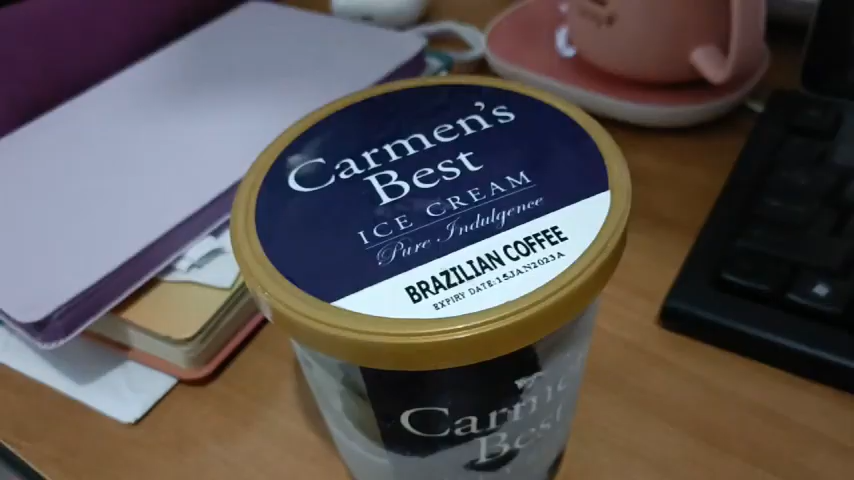 Carmen's
Best
ICE CREAM
Pure Indulgence
BRAZILIAN COFFEE
EXPIRY DATE:15JAN2023A
Carmen's
Best